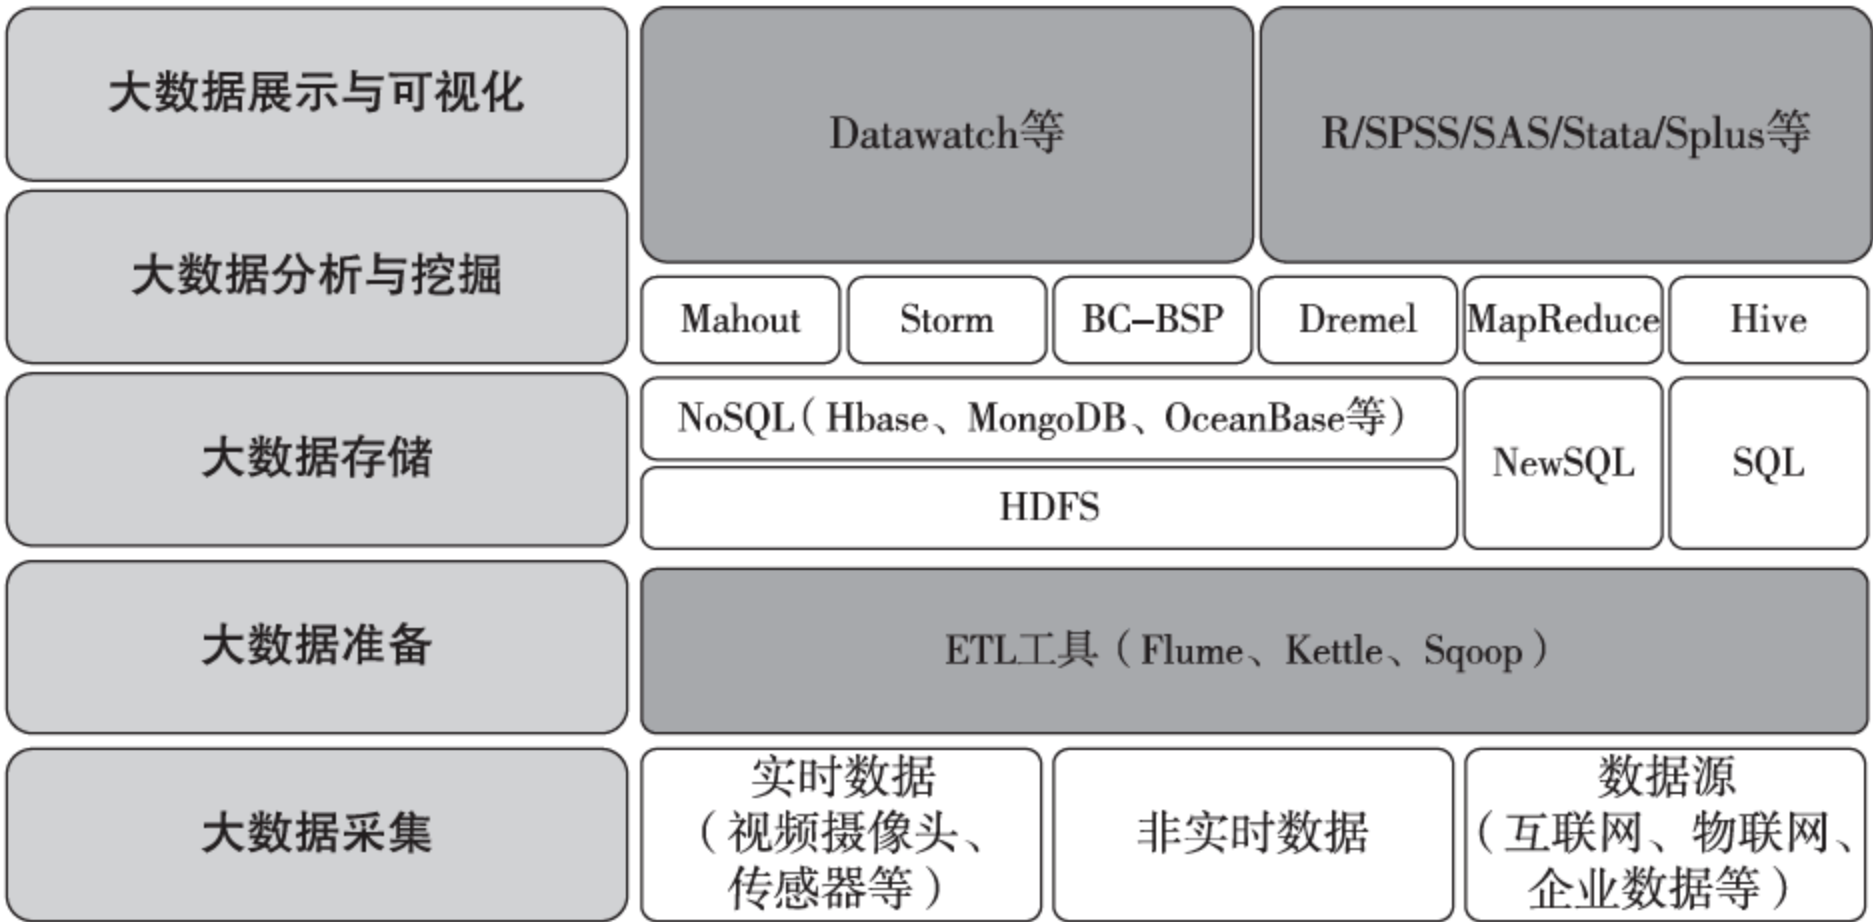 大数据展示与可视化
Datawatch等
R/SPSS/SAS/Stata/Splus等
大数据分析与挖掘
Mahout
Storm
BC–BSP
Dremel
MapReduce
Hive
大数据存储
NoSQL（Hbase、MongoDB、OceanBase等）
HDFS
NewSQL
SQL
大数据准备
ETL工具（Flume、Kettle、Sqoop）
大数据采集
实时数据
（视频摄像头、
传感器等）
非实时数据
数据源
（互联网、物联网、
企业数据等）